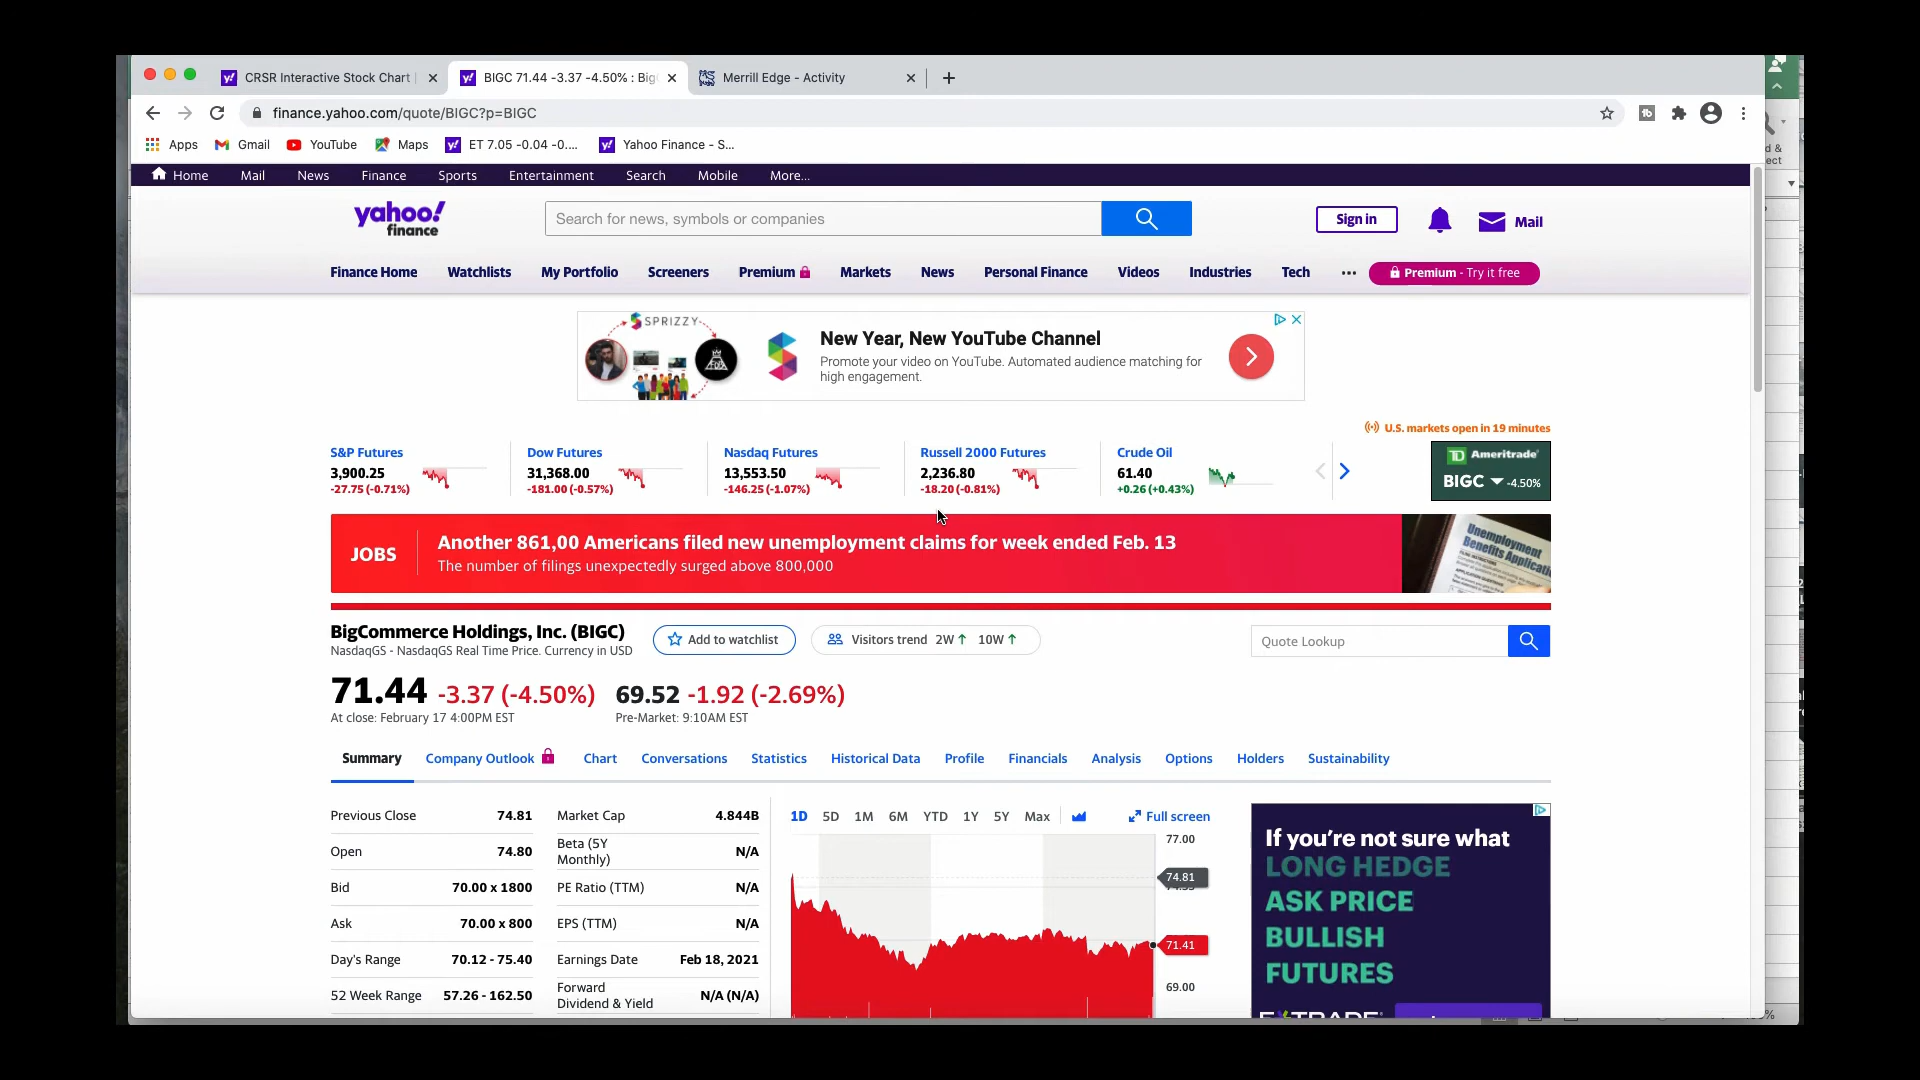 CRSR Interactive Stock Chart
BIGC 71.44 -3.37 -4.50% : Big
Merrill Edge - Activity
finance.yahoo.com/quote/BIGC?p=BIGC
Apps
Gmail
YouTube
Maps
ET 7.05 -0.04 -0....
Yahoo Finance - S...
Home Mail News Finance Sports Entertainment Search Mobile More...
yahoo!
finance
Search for news, symbols or companies
Sign in
Mail
Finance Home Watchlists My Portfolio Screeners Premium Markets News Personal Finance Videos Industries Tech
Premium - Try it free
SPRIZZY
New Year, New YouTube Channel
Promote your video on YouTube. Automated audience matching for
high engagement.
U.S. markets open in 19 minutes
S&P Futures
3,900.25
-27.75 (-0.71%)
Dow Futures
31,368.00
-181.00 (-0.57%)
Nasdaq Futures
13,553.50
-146.25 (-1.07%)
Russell 2000 Futures
2,236.80
-18.20 (-0.81%)
Crude Oil
61.40
+0.26 (+0.43%)
TD Ameritrade
BIGC -4.50%
JOBS
Another 861,00 Americans filed new unemployment claims for week ended Feb. 13
The number of filings unexpectedly surged above 800,000
Unemployment
Benefits Applicati
BigCommerce Holdings, Inc. (BIGC)
NasdaqGS - NasdaqGS Real Time Price. Currency in USD
Add to watchlist
Visitors trend 2W 10W
Quote Lookup
71.44 -3.37 (-4.50%)
At close: February 17 4:00PM EST
69.52 -1.92 (-2.69%)
Pre-Market: 9:10AM EST
Summary Company Outlook Chart Conversations Statistics Historical Data Profile Financials Analysis Options Holders Sustainability
Previous Close 74.81
Open 74.80
Bid 70.00 x 1800
Ask 70.00 x 800
Day's Range 70.12 - 75.40
52 Week Range 57.26 - 162.50
Market Cap 4.844B
Beta (5Y
Monthly) N/A
PE Ratio (TTM) N/A
EPS (TTM) N/A
Earnings Date Feb 18, 2021
Forward
Dividend & Yield N/A (N/A)
1D 5D 1M 6M YTD 1Y 5Y Max
Full screen
77.00
74.81
71.41
69.00
If you're not sure what
LONG HEDGE
ASK PRICE
BULLISH
FUTURES